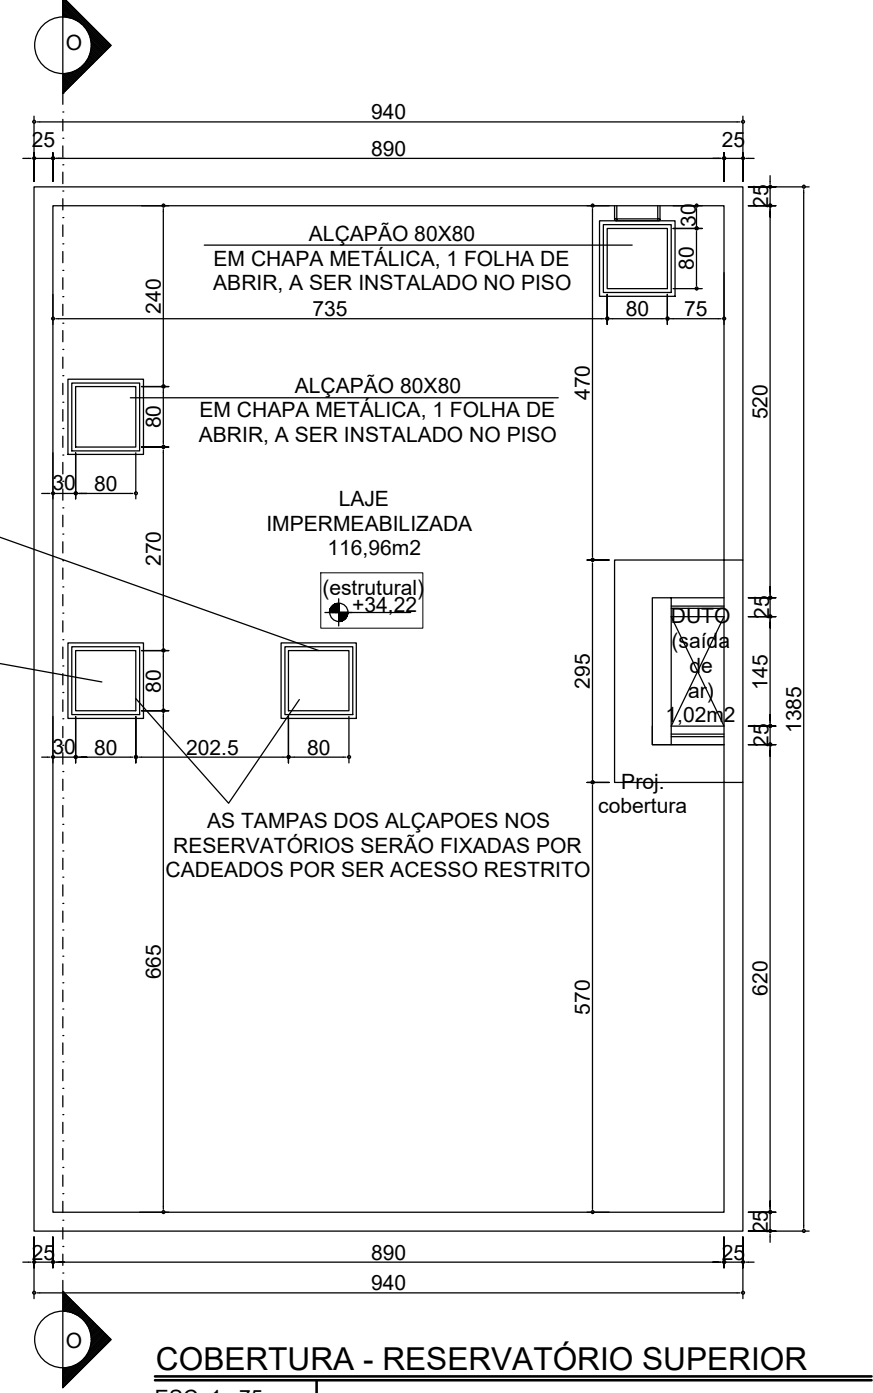 O
940
25
890
25
25
ALÇAPÃO 80X80
EM CHAPA METÁLICA, 1 FOLHA DE
ABRIR, A SER INSTALADO NO PISO
30
80
240
735
80
75
470
520
ALÇAPÃO 80X80
EM CHAPA METÁLICA, 1 FOLHA DE
ABRIR, A SER INSTALADO NO PISO
80
30
80
LAJE
IMPERMEABILIZADA
116,96m2
270
(estrutural)
+34,22
25
DUTO
(saída
de
ar)
1,02m2
295
145
25
1385
80
30
80
202.5
80
Proj.
cobertura
AS TAMPAS DOS ALÇAPOES NOS
RESERVATÓRIOS SERÃO FIXADAS POR
CADEADOS POR SER ACESSO RESTRITO
665
570
620
25
25
890
25
940
O
COBERTURA - RESERVATÓRIO SUPERIOR